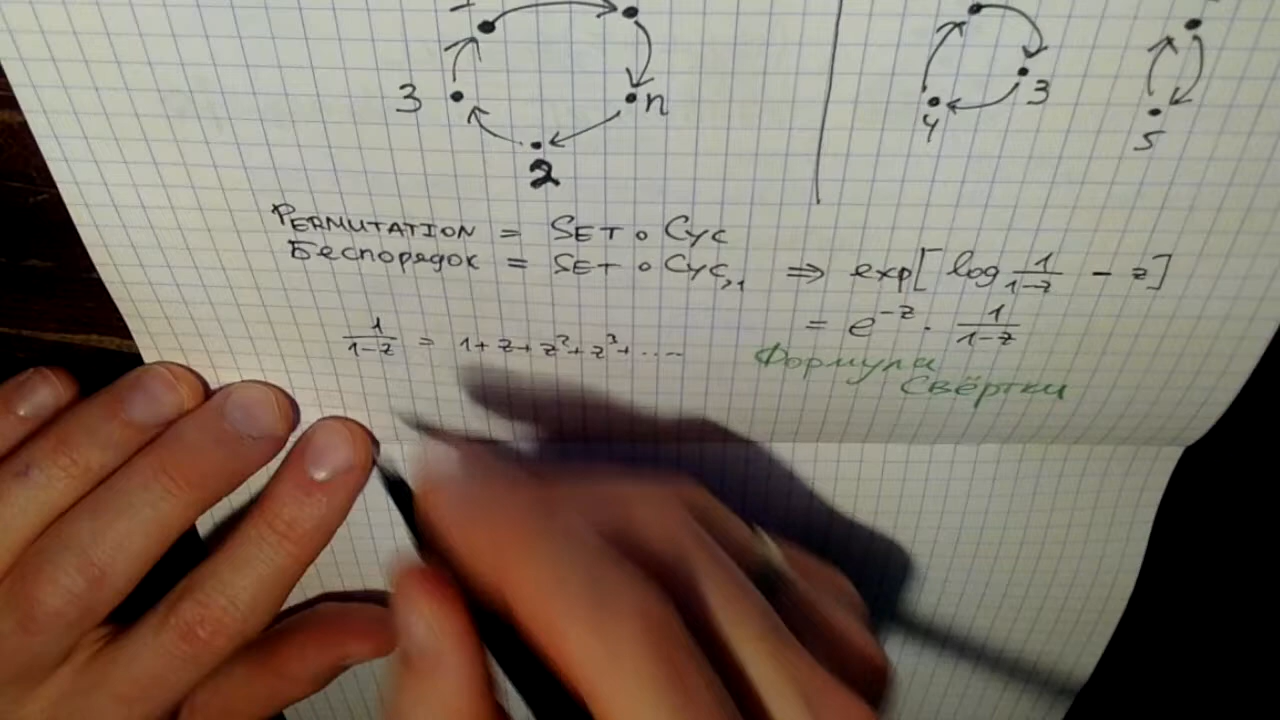 3
n
2
3
4
5
PERMUTATION = SET ∘ CYC
Беспорядок = SET ∘ CYC>1 ⇒ exp[log 1/(1-z) - z]
= e^-z · 1/(1-z)
1/(1-z) = 1+z+z²+z³+....
Формула
Свёртки